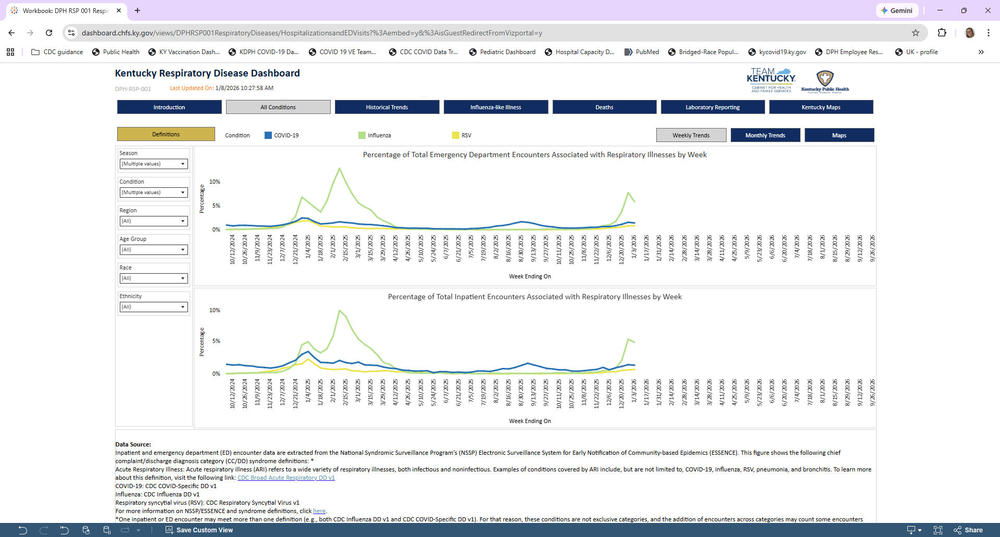 Workbook: DPH RSP 001 Respir
Gemini
dashboard.chfs.ky.gov/views/DPHRSP001RespiratoryDiseases/HospitalizationsandEDVisits?%3Aembed=y&%3AisGuestRedirectFromVizportal=y
CDC guidance
Public Health
KY Vaccination Dash...
KDPH COVID-19 Da...
COVID 19 VE Team...
CDC COVID Data Tr...
Pediatric Dashboard
Hospital Capacity D...
PubMed
Bridged-Race Popul...
kycovid19.ky.gov
DPH Employee Res...
UK - profile
Kentucky Respiratory Disease Dashboard
DPH-RSP-001
Last Updated On: 1/8/2026 10:27:58 AM
TEAM
KENTUCKY
CABINET FOR HEALTH
AND FAMILY SERVICES
Kentucky Public Health
Prevent. Promote. Protect.
Introduction
All Conditions
Historical Trends
Influenza-like Illness
Deaths
Laboratory Reporting
Kentucky Maps
Definitions
Condition
COVID-19
Influenza
RSV
Weekly Trends
Monthly Trends
Maps
Season
(Multiple values)
Condition
(Multiple values)
Region
(All)
Age Group
(All)
Race
(All)
Ethnicity
(All)
Percentage of Total Emergency Department Encounters Associated with Respiratory Illnesses by Week
Percentage
10%
5%
0%
10/12/2024
10/26/2024
11/9/2024
11/23/2024
12/7/2024
12/21/2024
1/4/2025
1/18/2025
2/1/2025
2/15/2025
3/1/2025
3/15/2025
3/29/2025
4/12/2025
4/26/2025
5/10/2025
5/24/2025
6/7/2025
6/21/2025
7/5/2025
7/19/2025
8/2/2025
8/16/2025
8/30/2025
9/13/2025
9/27/2025
10/11/2025
10/25/2025
11/8/2025
11/22/2025
12/6/2025
12/20/2025
1/3/2026
1/17/2026
1/31/2026
2/14/2026
2/28/2026
3/14/2026
3/28/2026
4/11/2026
4/25/2026
5/9/2026
5/23/2026
6/6/2026
6/20/2026
7/4/2026
7/18/2026
8/1/2026
8/15/2026
8/29/2026
9/12/2026
9/26/2026
Week Ending On
Percentage of Total Inpatient Encounters Associated with Respiratory Illnesses by Week
Percentage
10%
5%
0%
10/12/2024
10/26/2024
11/9/2024
11/23/2024
12/7/2024
12/21/2024
1/4/2025
1/18/2025
2/1/2025
2/15/2025
3/1/2025
3/15/2025
3/29/2025
4/12/2025
4/26/2025
5/10/2025
5/24/2025
6/7/2025
6/21/2025
7/5/2025
7/19/2025
8/2/2025
8/16/2025
8/30/2025
9/13/2025
9/27/2025
10/11/2025
10/25/2025
11/8/2025
11/22/2025
12/6/2025
12/20/2025
1/3/2026
1/17/2026
1/31/2026
2/14/2026
2/28/2026
3/14/2026
3/28/2026
4/11/2026
4/25/2026
5/9/2026
5/23/2026
6/6/2026
6/20/2026
7/4/2026
7/18/2026
8/1/2026
8/15/2026
8/29/2026
9/12/2026
9/26/2026
Week Ending On
Data Source:
Inpatient and emergency department (ED) encounter data are extracted from the National Syndromic Surveillance Program's (NSSP) Electronic Surveillance System for Early Notification of Community-based Epidemics (ESSENCE). This figure shows the following chief
complaint/discharge diagnosis category (CC/DD) syndrome definitions: *
Acute Respiratory Illness: Acute respiratory illness (ARI) refers to a wide variety of respiratory illnesses, both infectious and noninfectious. Examples of conditions covered by ARI include, but are not limited to, COVID-19, influenza, RSV, pneumonia, and bronchitis. To learn more
about this definition, visit the following link: CDC Broad Acute Respiratory DD v1
COVID-19: CDC COVID-Specific DD v1
Influenza: CDC Influenza DD v1
Respiratory syncytial virus (RSV): CDC Respiratory Syncytial Virus v1
For more information on NSSP/ESSENCE and syndrome definitions, click here.
*One inpatient or ED encounter may meet more than one definition (e.g., both CDC Influenza DD v1 and CDC COVID-Specific DD v1). For that reason, these conditions are not exclusive categories, and the addition of encounters across categories may count some encounters
Save Custom View
Share